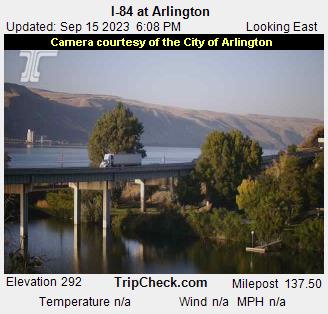 I-84 at Arlington
Updated: Sep 15 2023 6:08 PM Looking East
Camera courtesy of the City of Arlington
Elevation 292 TripCheck.com Milepost 137.50
Temperature n/a Wind n/a MPH n/a